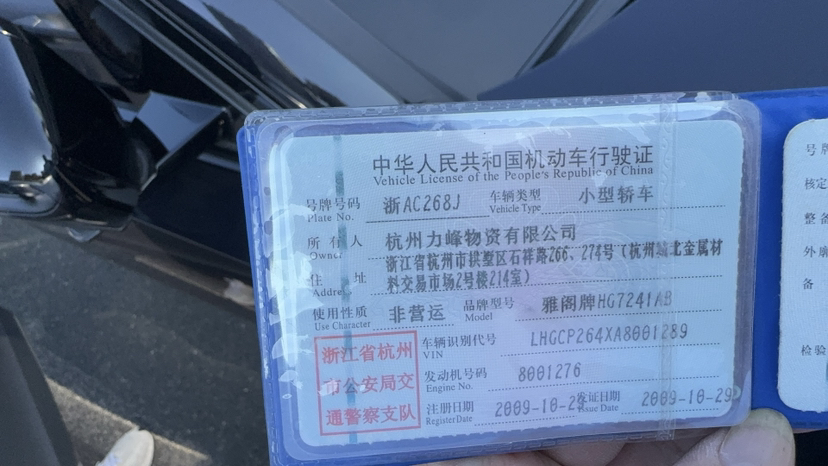 中华人民共和国机动车行驶证
Vehicle License of the People's Republic of China
号牌号码 浙AC268J 车辆类型 小型轿车
Plate No. Vehicle Type
所有人 杭州力峰物资有限公司
Owner
住址 浙江省杭州市拱墅区石祥路266、274号(杭州城北金属材
Address 料交易市场2号楼214室)
使用性质 非营运 品牌型号 雅阁牌HG7241AB
Use Character Model
浙江省杭州
市公安局交
通警察支队
车辆识别代号 LHGCP264XA8001289
VIN
发动机号码 8001276
Engine No.
注册日期 2009-10-29 发证日期 2009-10-29
Register Date Issue Date
号牌
核定
整备
外廓
备
检验